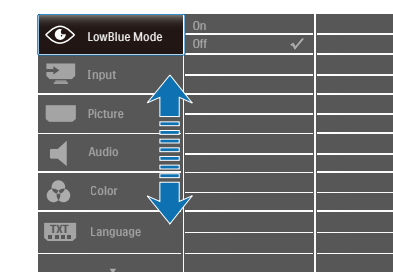 LowBlue Mode
On
Off
Input
Picture
Audio
Color
TXT
Language